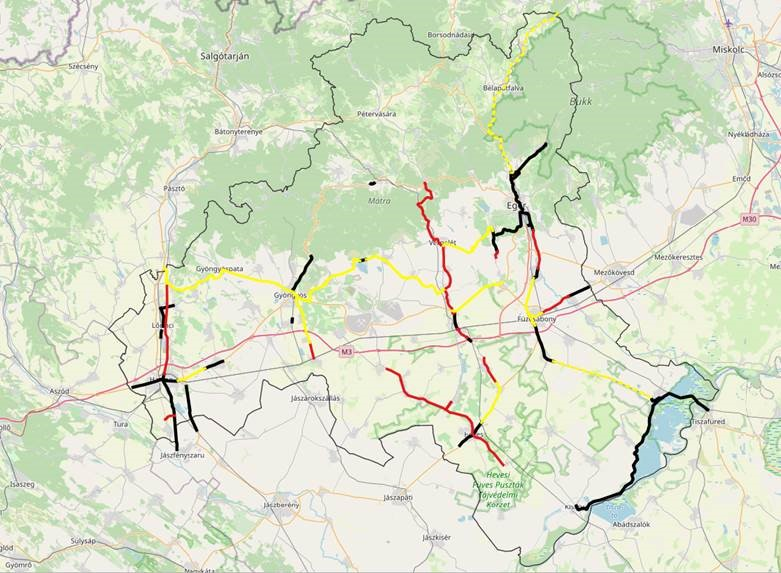 Borsodnádasd
Miskolc
Salgótarján
Szécsény
Bélapátfalva
Alsózs
Bükk
Pétervására
Bátonyterenye
Nyékládháza
Emőd
Pásztó
Mátra
Eger
M30
Verpelét
Mezőkeresztes
Gyöngyöspata
Mezőkövesd
Gyöngyös
Füzesabony
Lőrinci
M3
Aszód
Jászárokszállás
Tura
Tiszafüred
Heves
Jászfényszaru
Hevesi
Füves Puszták
Tájvédelmi
Körzet
Isaszeg
Jászapáti
Jászberény
Abádszalók
Jászkisér
Sülysáp
Gyömrő
Nagykáta